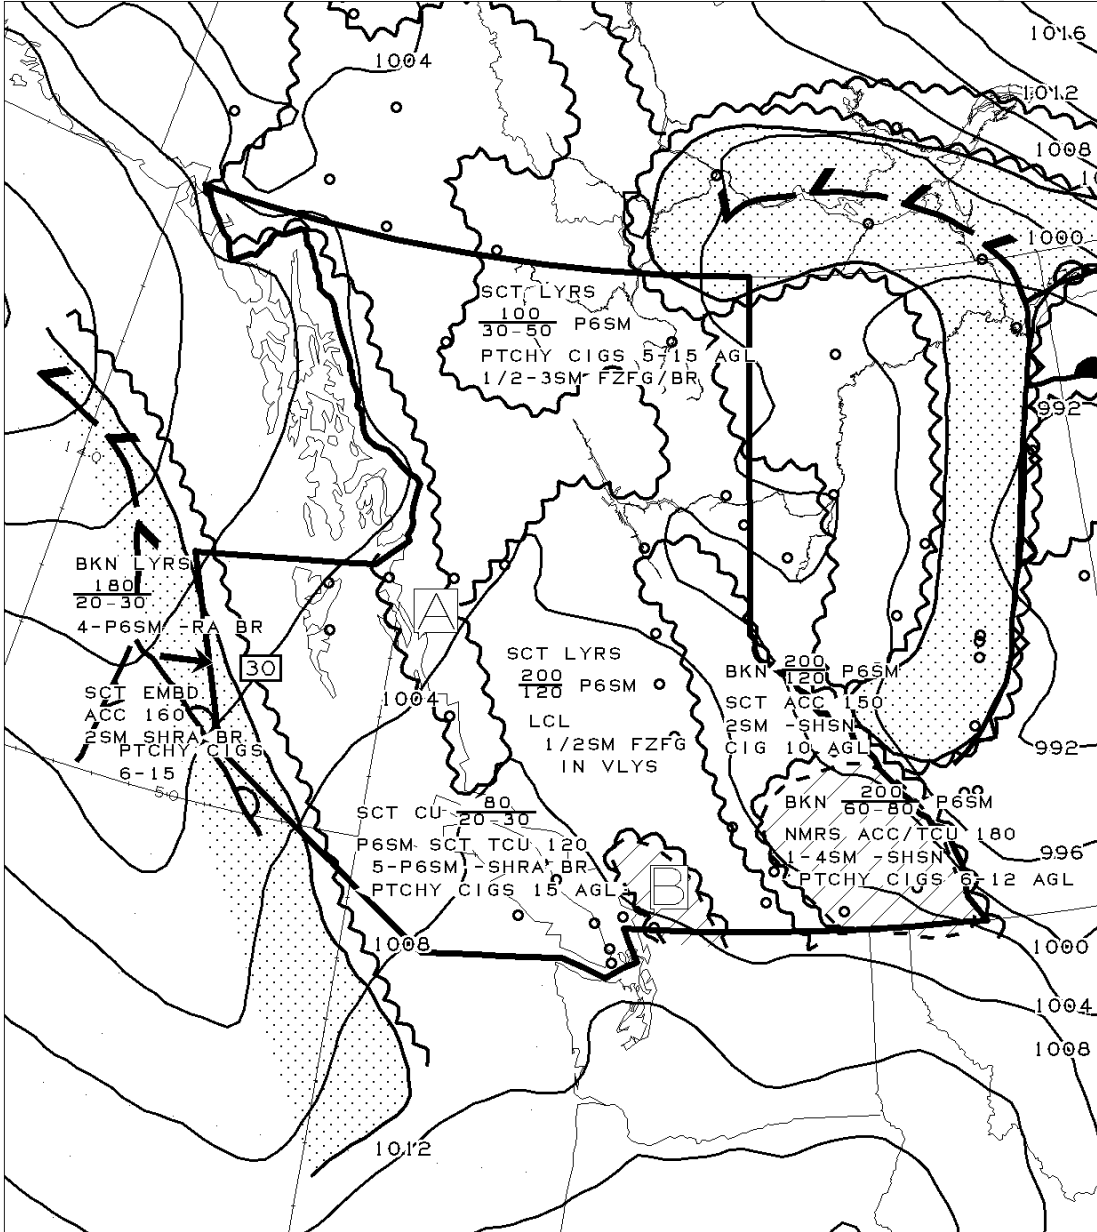 1016
1004
1012
1008
10
1000
SCT LYRS
100
30-50 P6SM
PTCHY CIGS 5-15 AGL
1/2-3SM FZFG/BR
992
140
BKN LYRS
180
20-30
4-P6SM -RA BR
A
30
SCT EMBD
ACC 160
2SM SHRA BR
PTCHY CIGS
6-15
50
1004
SCT LYRS
200
120 P6SM
LCL
1/2SM FZFG
IN VLYS
BKN 200 P6SM
120
SCT ACC 150
2SM -SHSN
CIG 10 AGL
992
SCT CU 80
20-30
P6SM SCT TCU 120
5-P6SM -SHRA BR
PTCHY CIGS 15 AGL
B
BKN 200 P6SM
60-80
NMRS ACC/TCU 180
1-4SM -SHSN
PTCHY CIGS 6-12 AGL
996
1008
1000
1004
1008
1012